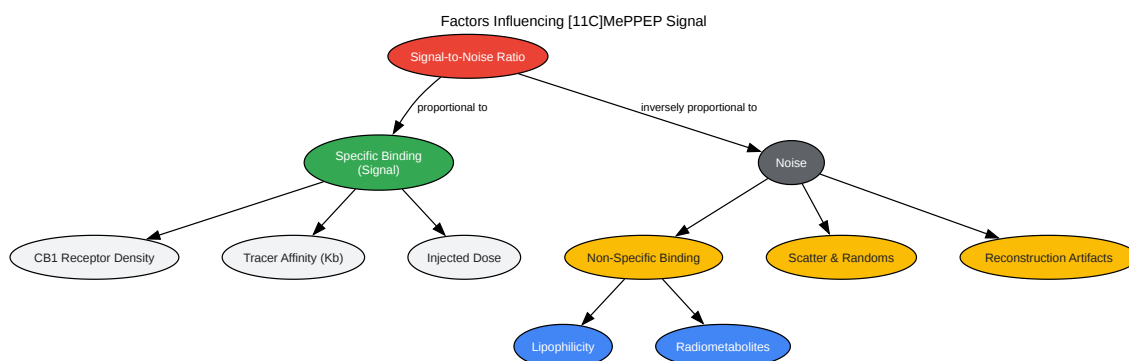 Factors Influencing [11C]MePPEP Signal
Signal-to-Noise Ratio
proportional to
inversely proportional to
Specific Binding
(Signal)
Noise
CB1 Receptor Density
Tracer Affinity (Kb)
Injected Dose
Non-Specific Binding
Scatter & Randoms
Reconstruction Artifacts
Lipophilicity
Radiometabolites